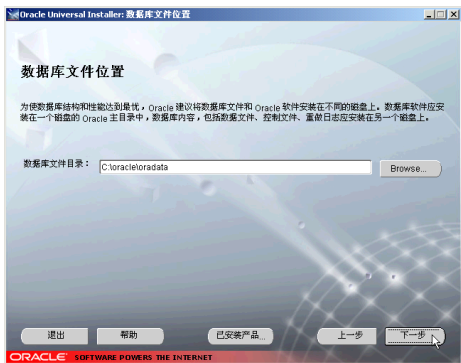 Oracle Universal Installer: 数据库文件位置
数据库文件位置
为使数据库结构和性能达到最忧，Oracle 建议将数据库文件和 Oracle 软件安装在不同的磁盘上。数据库软件应安
装在一个磁盘的 Oracle 主目录中，数据库内容，包括数据文件、控制文件、重做日志应安装在另一个磁盘上。
数据库文件目录： C:\oracle\oradata Browse...
退出 帮助 已安装产品... 上一步 下一步
ORACLE SOFTWARE POWERS THE INTERNET